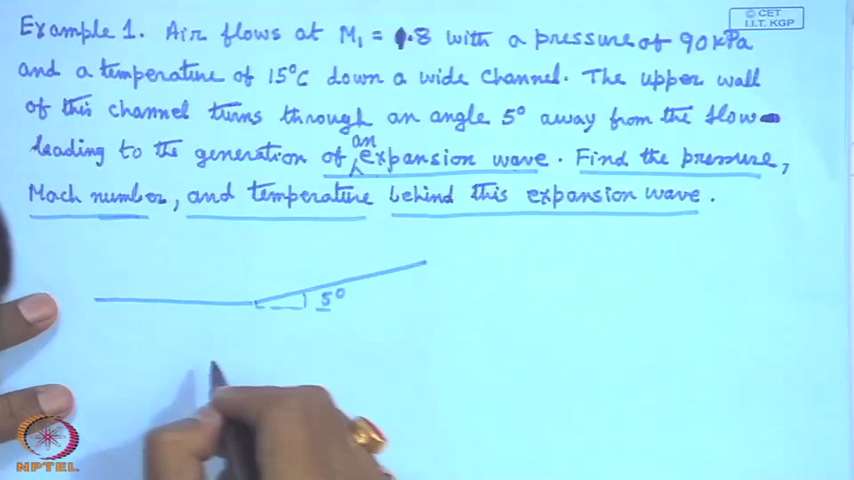 © CET
I.I.T. KGP
Example 1. Air flows at M₁ = 1.8 with a pressure of 90 kPa
and a temperature of 15°C down a wide channel. The upper wall
of this channel turns through an angle 5° away from the flow
leading to the generation of an expansion wave. Find the pressure,
Mach number, and temperature behind this expansion wave.
5°
NPTEL